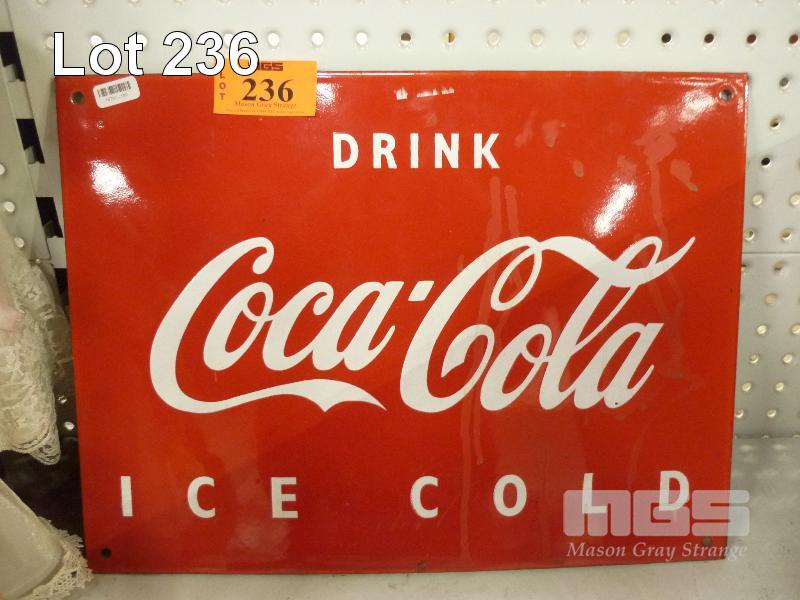 Lot 236
MGS
LOT
236
Mason Gray Strange
DRINK
Coca-Cola
ICE COLD
MGS
Mason Gray Strange